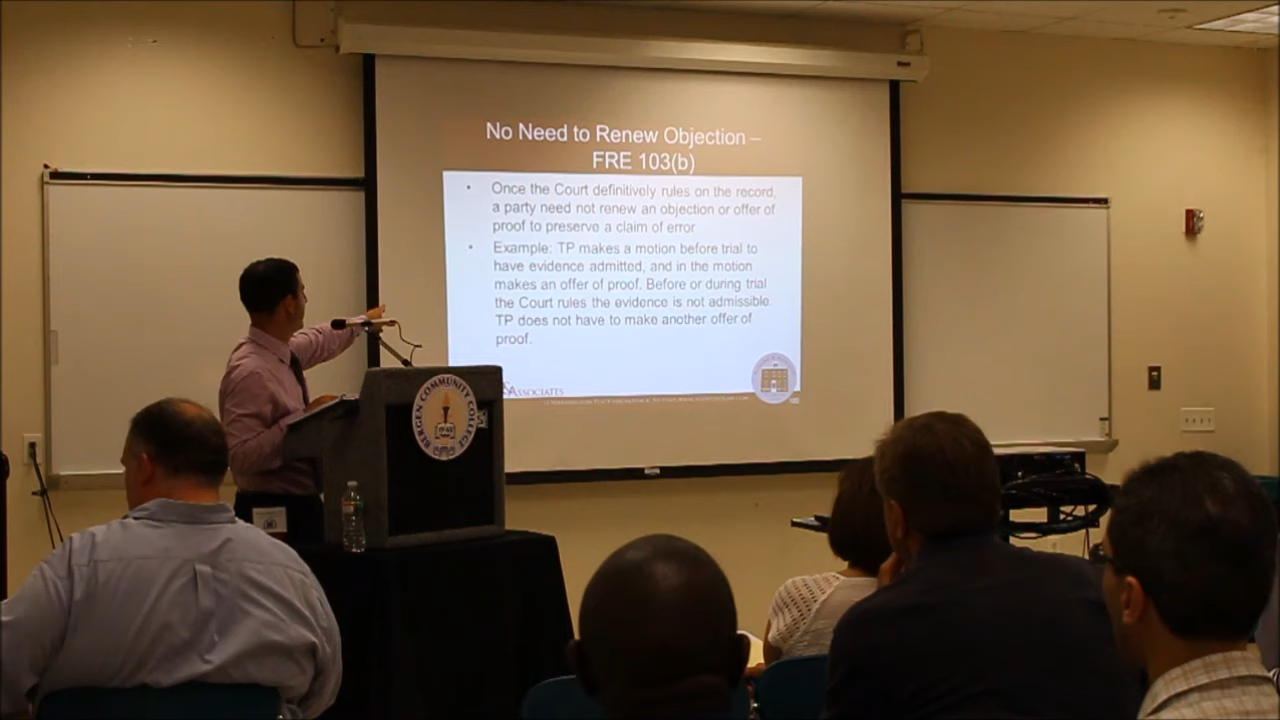 No Need to Renew Objection –
FRE 103(b)
• Once the Court definitively rules on the record,
a party need not renew an objection or offer of
proof to preserve a claim of error
• Example: TP makes a motion before trial to
have evidence admitted, and in the motion
makes an offer of proof. Before or during trial
the Court rules the evidence is not admissible.
TP does not have to make another offer of
proof.
ASSOCIATES
BERGEN COMMUNITY COLLEGE